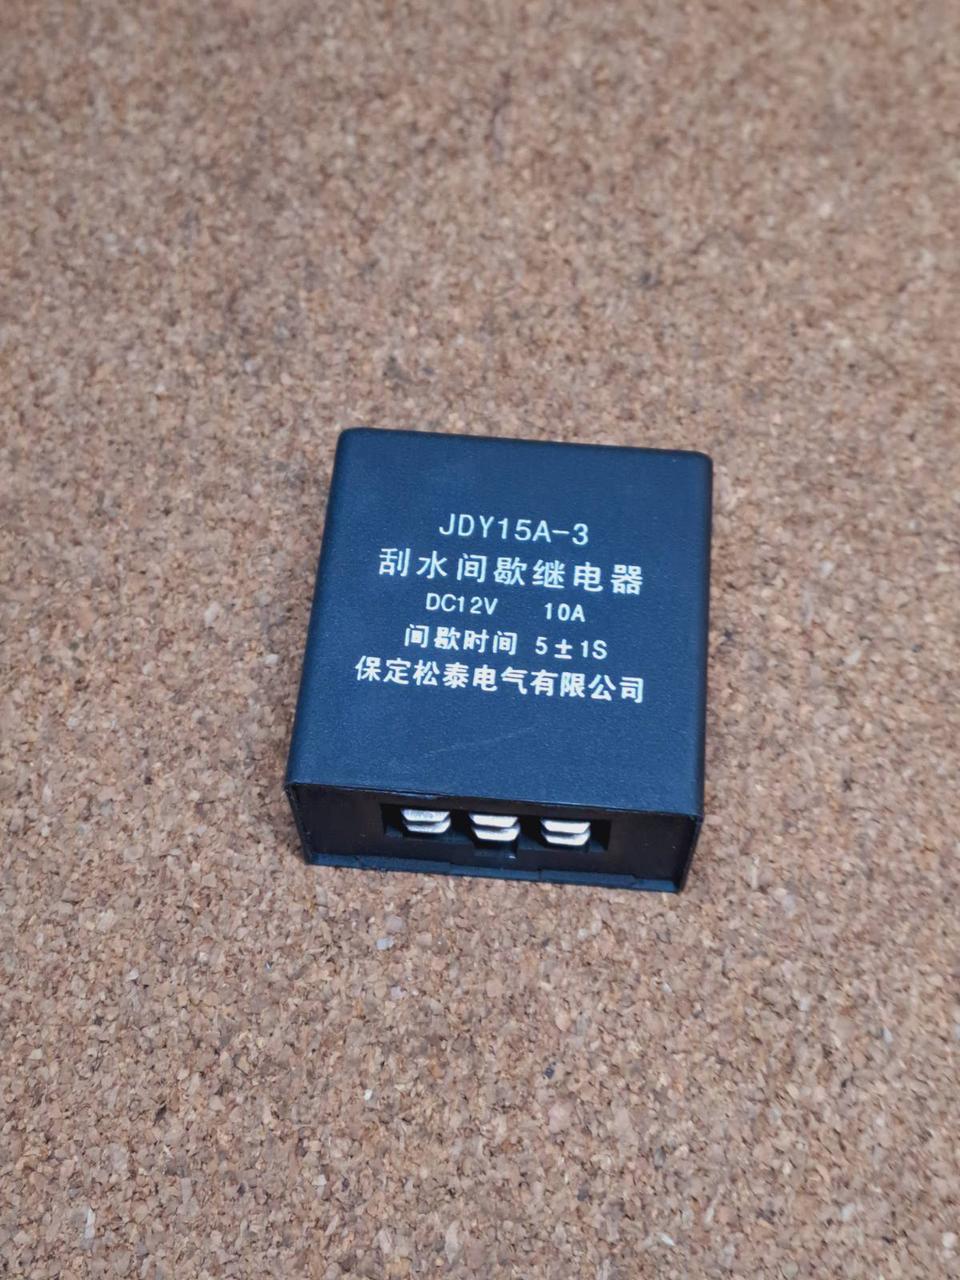 JDY15A-3
刮水间歇继电器
DC12V 10A
间歇时间 5±1S
保定松泰电气有限公司